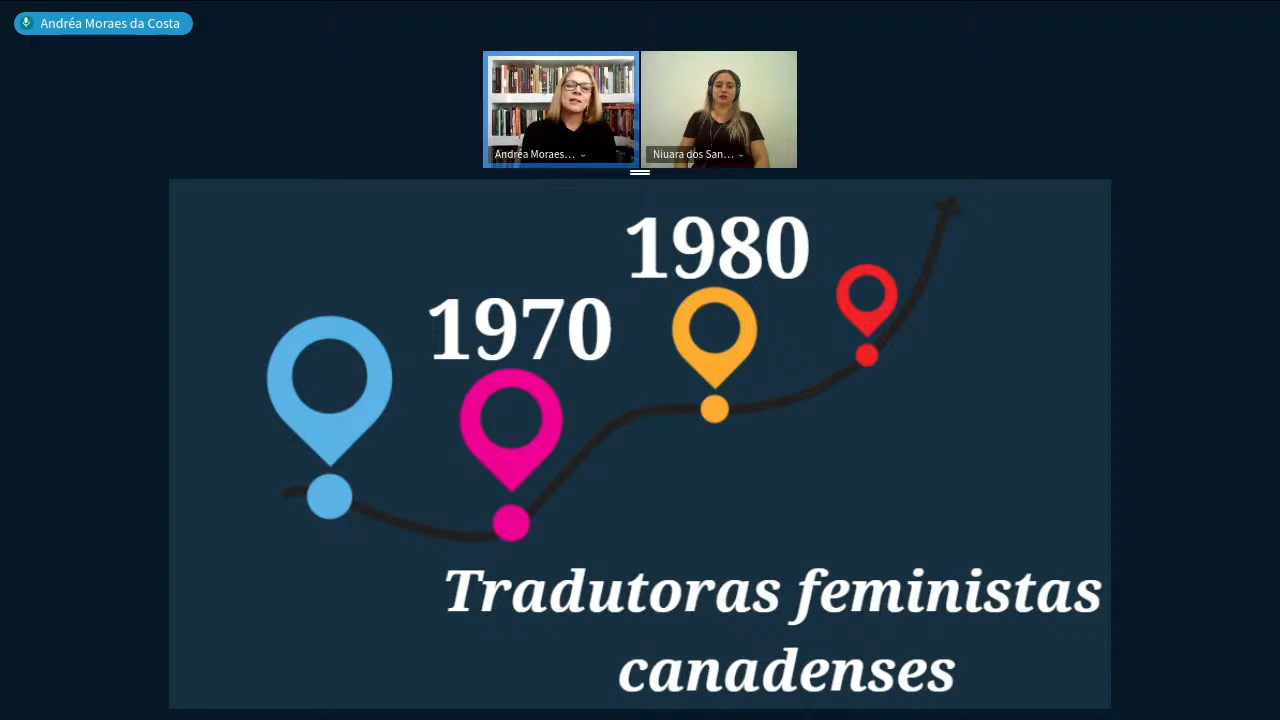 Andréa Moraes da Costa
Andréa Moraes...
Niuara dos San...
1980
1970
Tradutoras feministas
canadenses